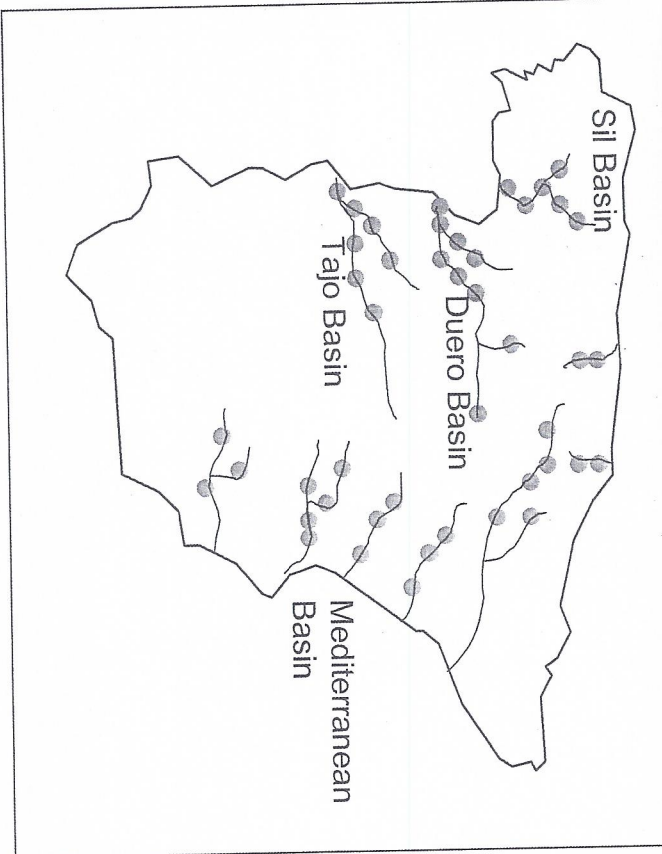 Sil Basin
Duero Basin
Tajo Basin
Mediterranean
Basin